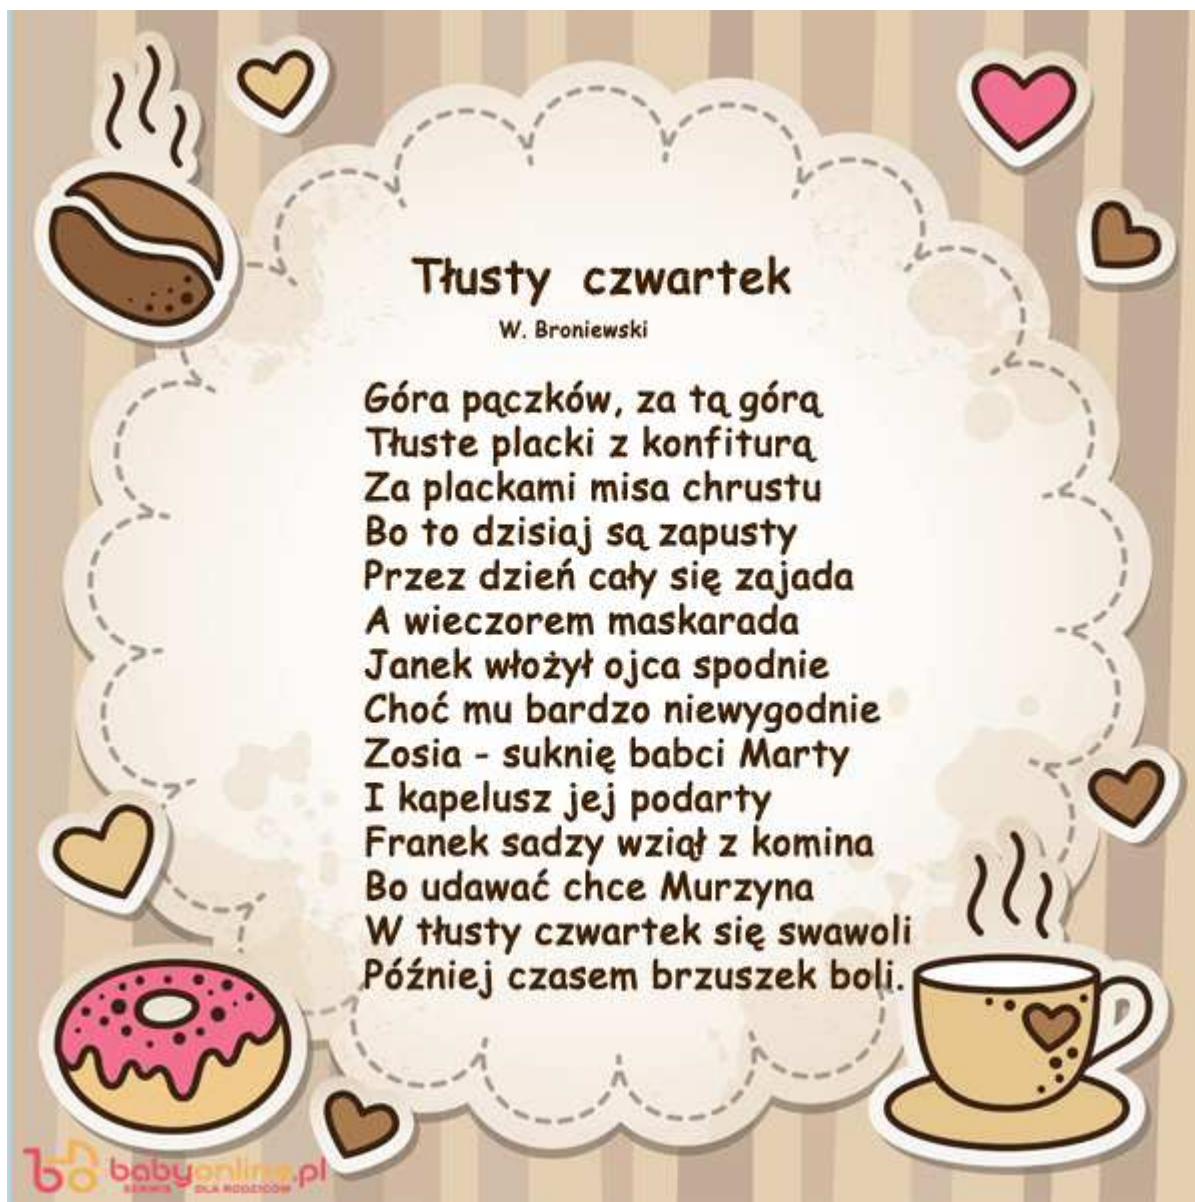 Tłusty czwartek
W. Broniewski
Góra pączków, za tą górą
Tłuste placki z konfiturą
Za plackami misa chrustu
Bo to dzisiaj są zapusty
Przez dzień cały się zajada
A wieczorem maskarada
Janek włożył ojca spodnie
Choć mu bardzo niewygodnie
Zosia - suknię babci Marty
I kapelusz jej podarty
Franek sadzy wziął z komina
Bo udawać chce Murzyna
W tłusty czwartek się swawoli
Później czasem brzuszek boli.
babyonline.pl
SERWIS DLA RODZICÓW